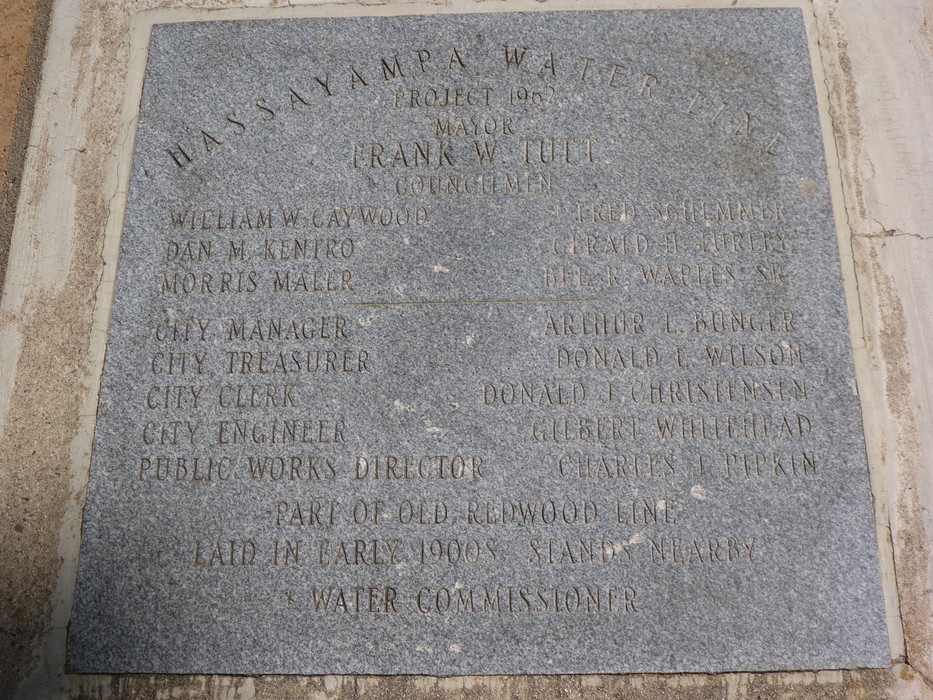 HASSAYAMPA WATER LINE
PROJECT 1962
MAYOR
FRANK W. TUTT
COUNCILMEN
WILLIAM W. CAYWOOD FRED SCHEMMER
DAN M. KENTRO GERALD H. TURLEY
MORRIS MALER BEE R. WAPLES SR.
CITY MANAGER ARTHUR L. BUNGER
CITY TREASURER DONALD E. WILSON
CITY CLERK DONALD J. CHRISTENSEN
CITY ENGINEER GILBERT WHITEHEAD
PUBLIC WORKS DIRECTOR CHARLES J. PIPKIN
PART OF OLD REDWOOD LINE
LAID IN EARLY 1900S STANDS NEARBY
* WATER COMMISSIONER